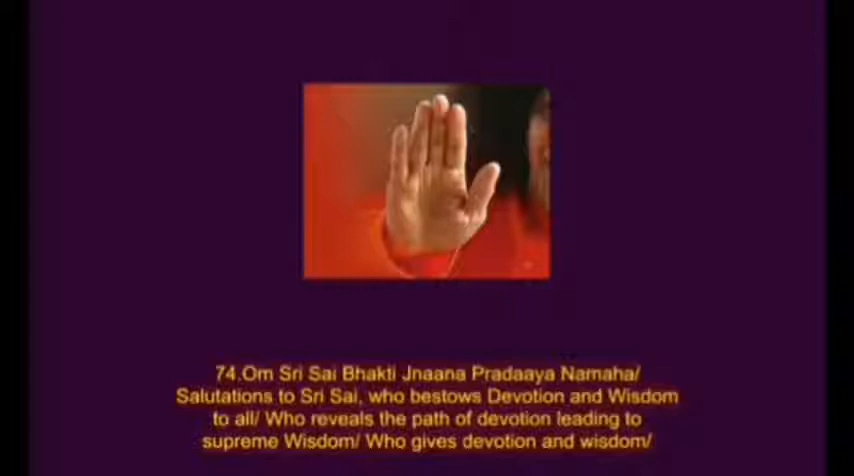 74.Om Sri Sai Bhakti Jnaana Pradaaya Namaha/
Salutations to Sri Sai, who bestows Devotion and Wisdom
to all/ Who reveals the path of devotion leading to
supreme Wisdom/ Who gives devotion and wisdom/